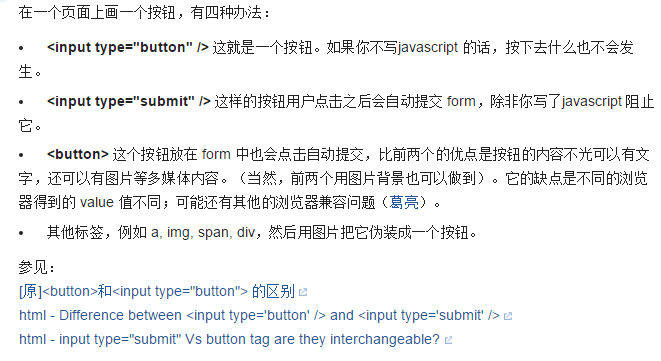 在一个页面上画一个按钮，有四种办法：
• <input type="button" /> 这就是一个按钮。如果你不写javascript 的话，按下去什么也不会发
生。
• <input type="submit" /> 这样的按钮用户点击之后会自动提交 form，除非你写了javascript 阻止
它。
• <button> 这个按钮放在 form 中也会点击自动提交，比前两个的优点是按钮的内容不光可以有文
字，还可以有图片等多媒体内容。（当然，前两个用图片背景也可以做到）。它的缺点是不同的浏览
器得到的 value 值不同；可能还有其他的浏览器兼容问题（葛亮）。
• 其他标签，例如 a, img, span, div，然后用图片把它伪装成一个按钮。
参见：
[原]<button>和<input type="button"> 的区别
html - Difference between <input type='button' /> and <input type='submit' />
html - input type="submit" Vs button tag are they interchangeable?